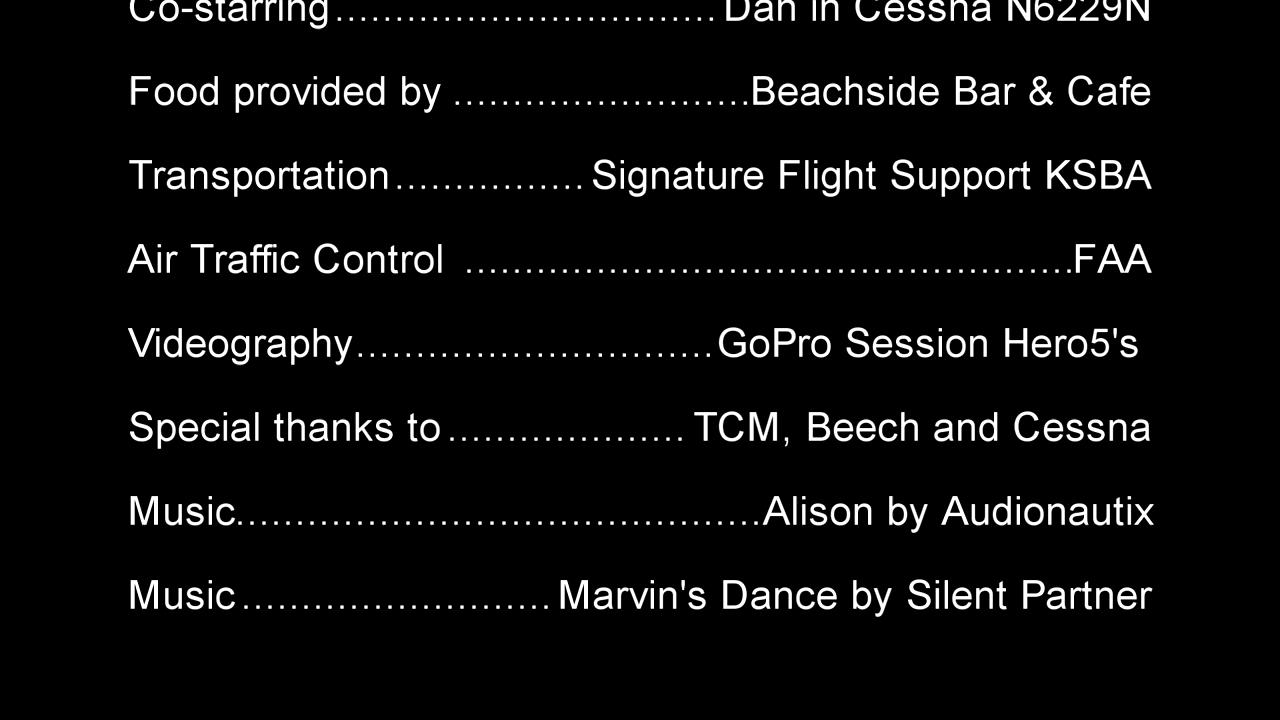 Co-starring................................Dan in Cessna N6229N
Food provided by .........................Beachside Bar & Cafe
Transportation................ Signature Flight Support KSBA
Air Traffic Control ...................................................FAA
Videography..............................GoPro Session Hero5's
Special thanks to.................... TCM, Beech and Cessna
Music............................................Alison by Audionautix
Music.......................... Marvin's Dance by Silent Partner